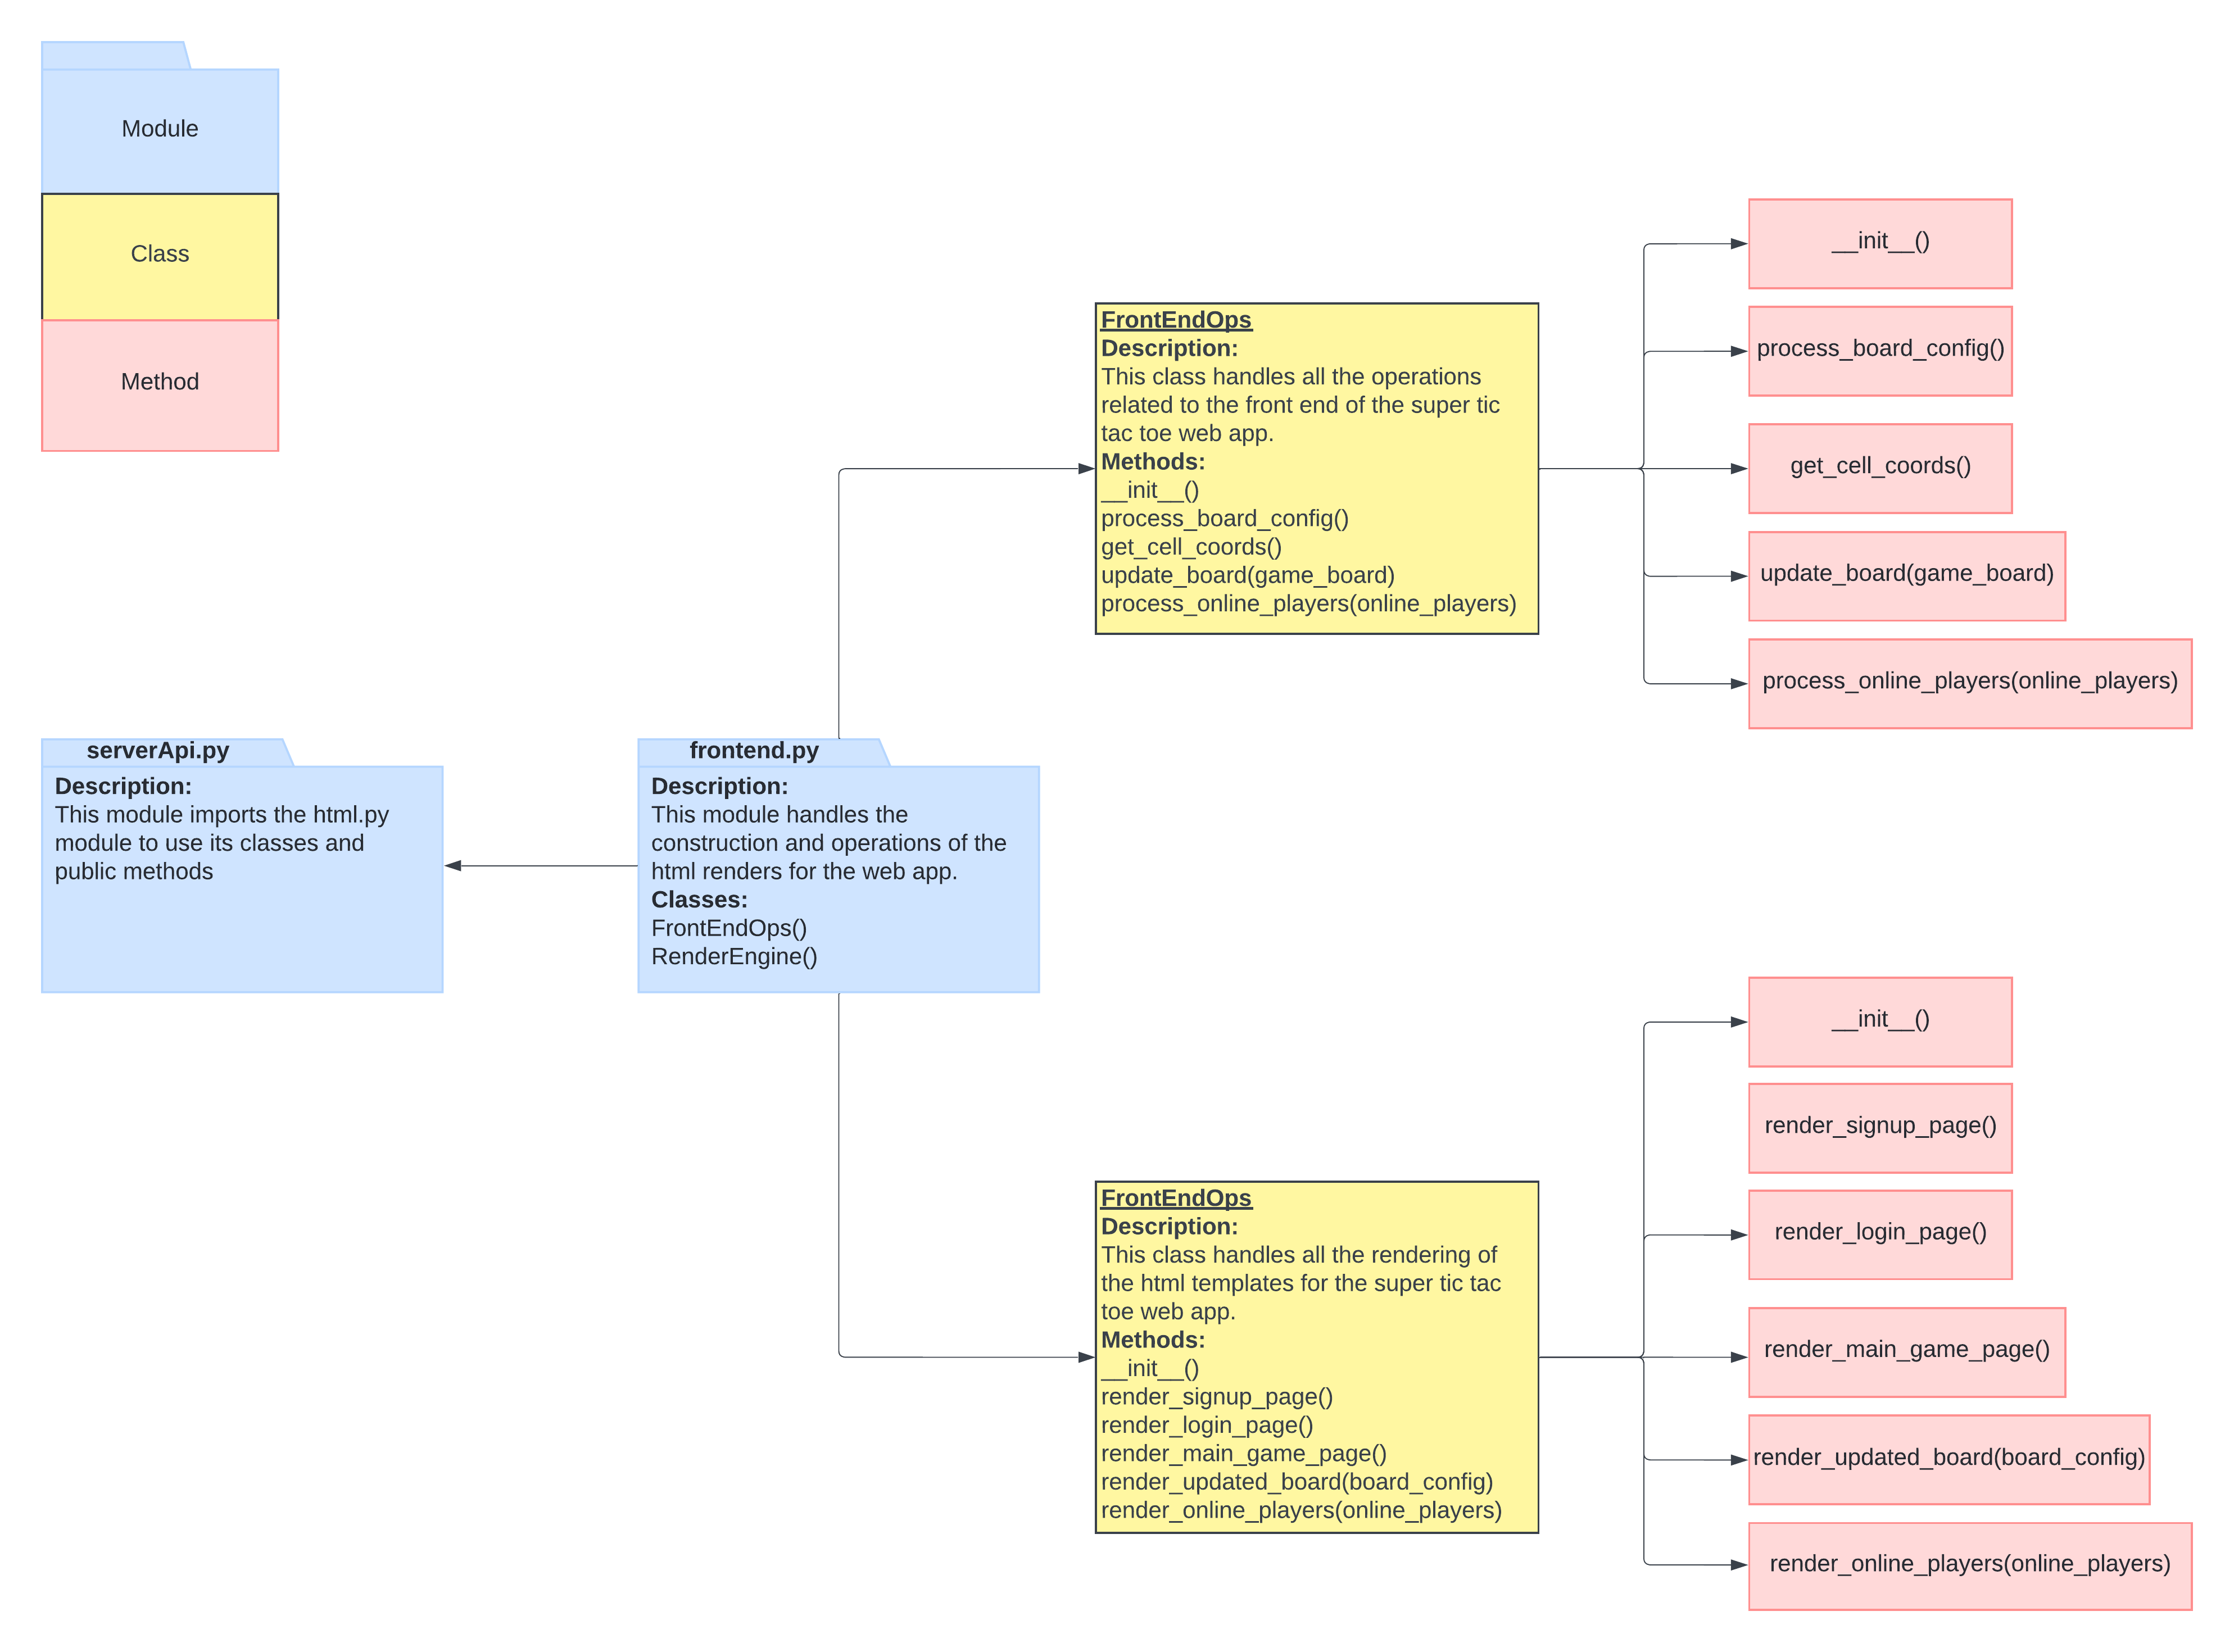 Module
Class
Method
serverApi.py
Description:
This module imports the html.py
module to use its classes and
public methods
frontend.py
Description:
This module handles the
construction and operations of the
html renders for the web app.
Classes:
FrontEndOps()
RenderEngine()
FrontEndOps
Description:
This class handles all the operations
related to the front end of the super tic
tac toe web app.
Methods:
__init__()
process_board_config()
get_cell_coords()
update_board(game_board)
process_online_players(online_players)
__init__()
process_board_config()
get_cell_coords()
update_board(game_board)
process_online_players(online_players)
FrontEndOps
Description:
This class handles all the rendering of
the html templates for the super tic tac
toe web app.
Methods:
__init__()
render_signup_page()
render_login_page()
render_main_game_page()
render_updated_board(board_config)
render_online_players(online_players)
__init__()
render_signup_page()
render_login_page()
render_main_game_page()
render_updated_board(board_config)
render_online_players(online_players)